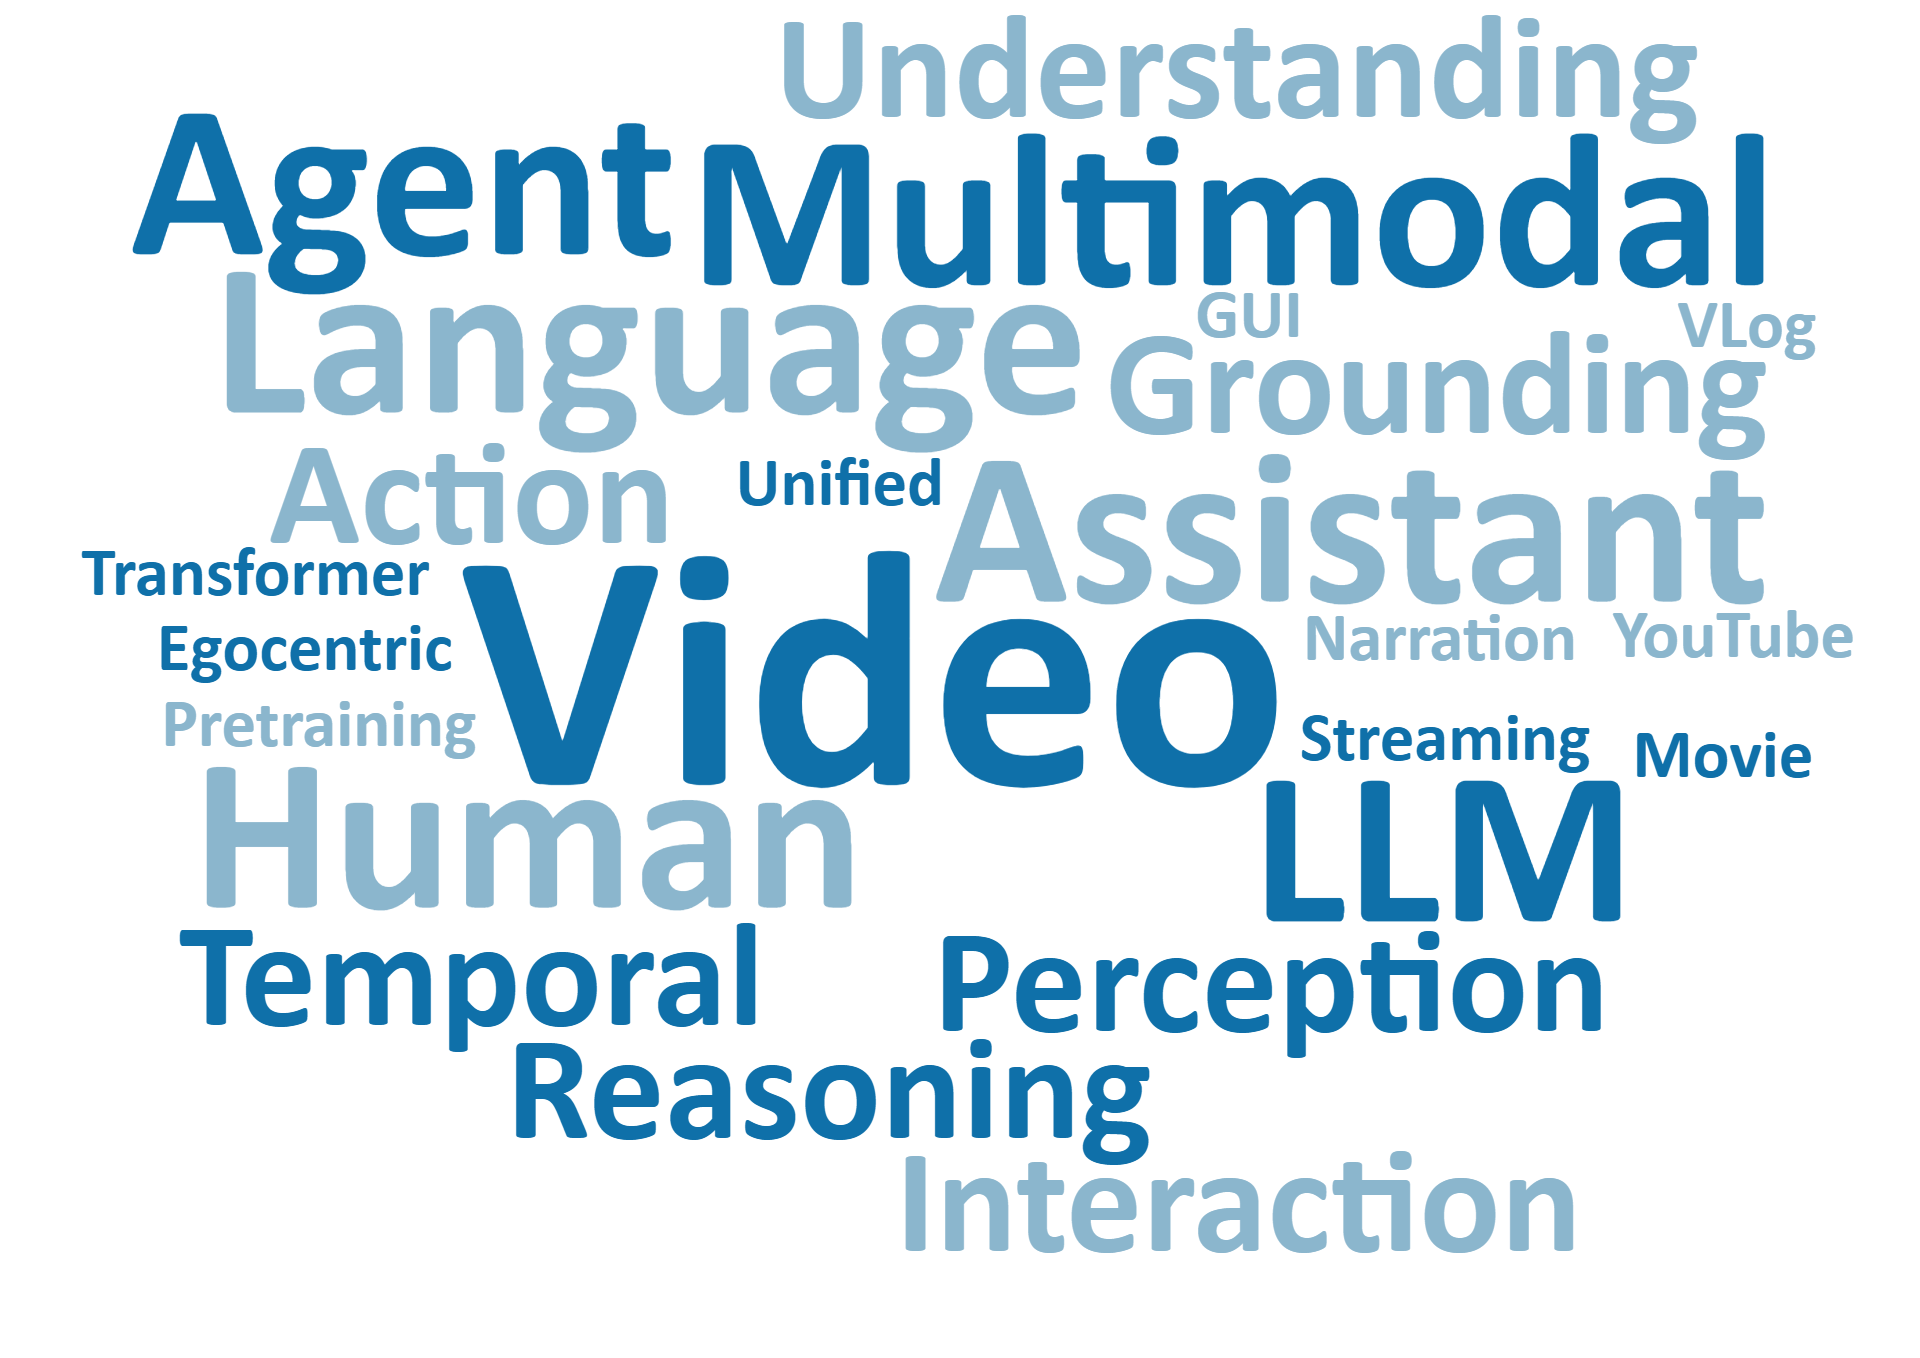 Understanding
Agent Multimodal
Language GUI VLog
Grounding
Action Unified Assistant
Transformer
Video
Egocentric Narration YouTube
Pretraining Streaming Movie
Human LLM
Temporal Perception
Reasoning
Interaction